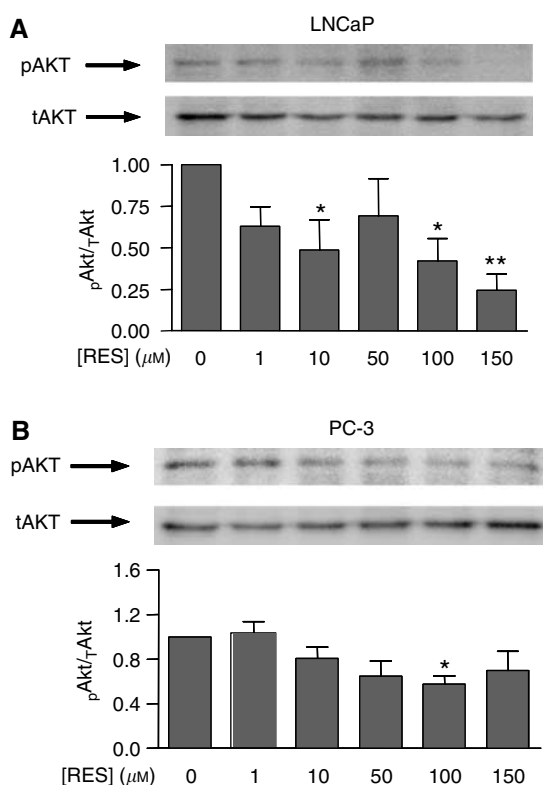 A
LNCaP
pAKT
tAKT
1.00
0.75
0.50
0.25
0.00
pAkt/TAkt
* * **
[RES] (μM) 0 1 10 50 100 150
B
PC-3
pAKT
tAKT
1.6
1.2
0.8
0.4
0.0
pAkt/TAkt
*
[RES] (μM) 0 1 10 50 100 150